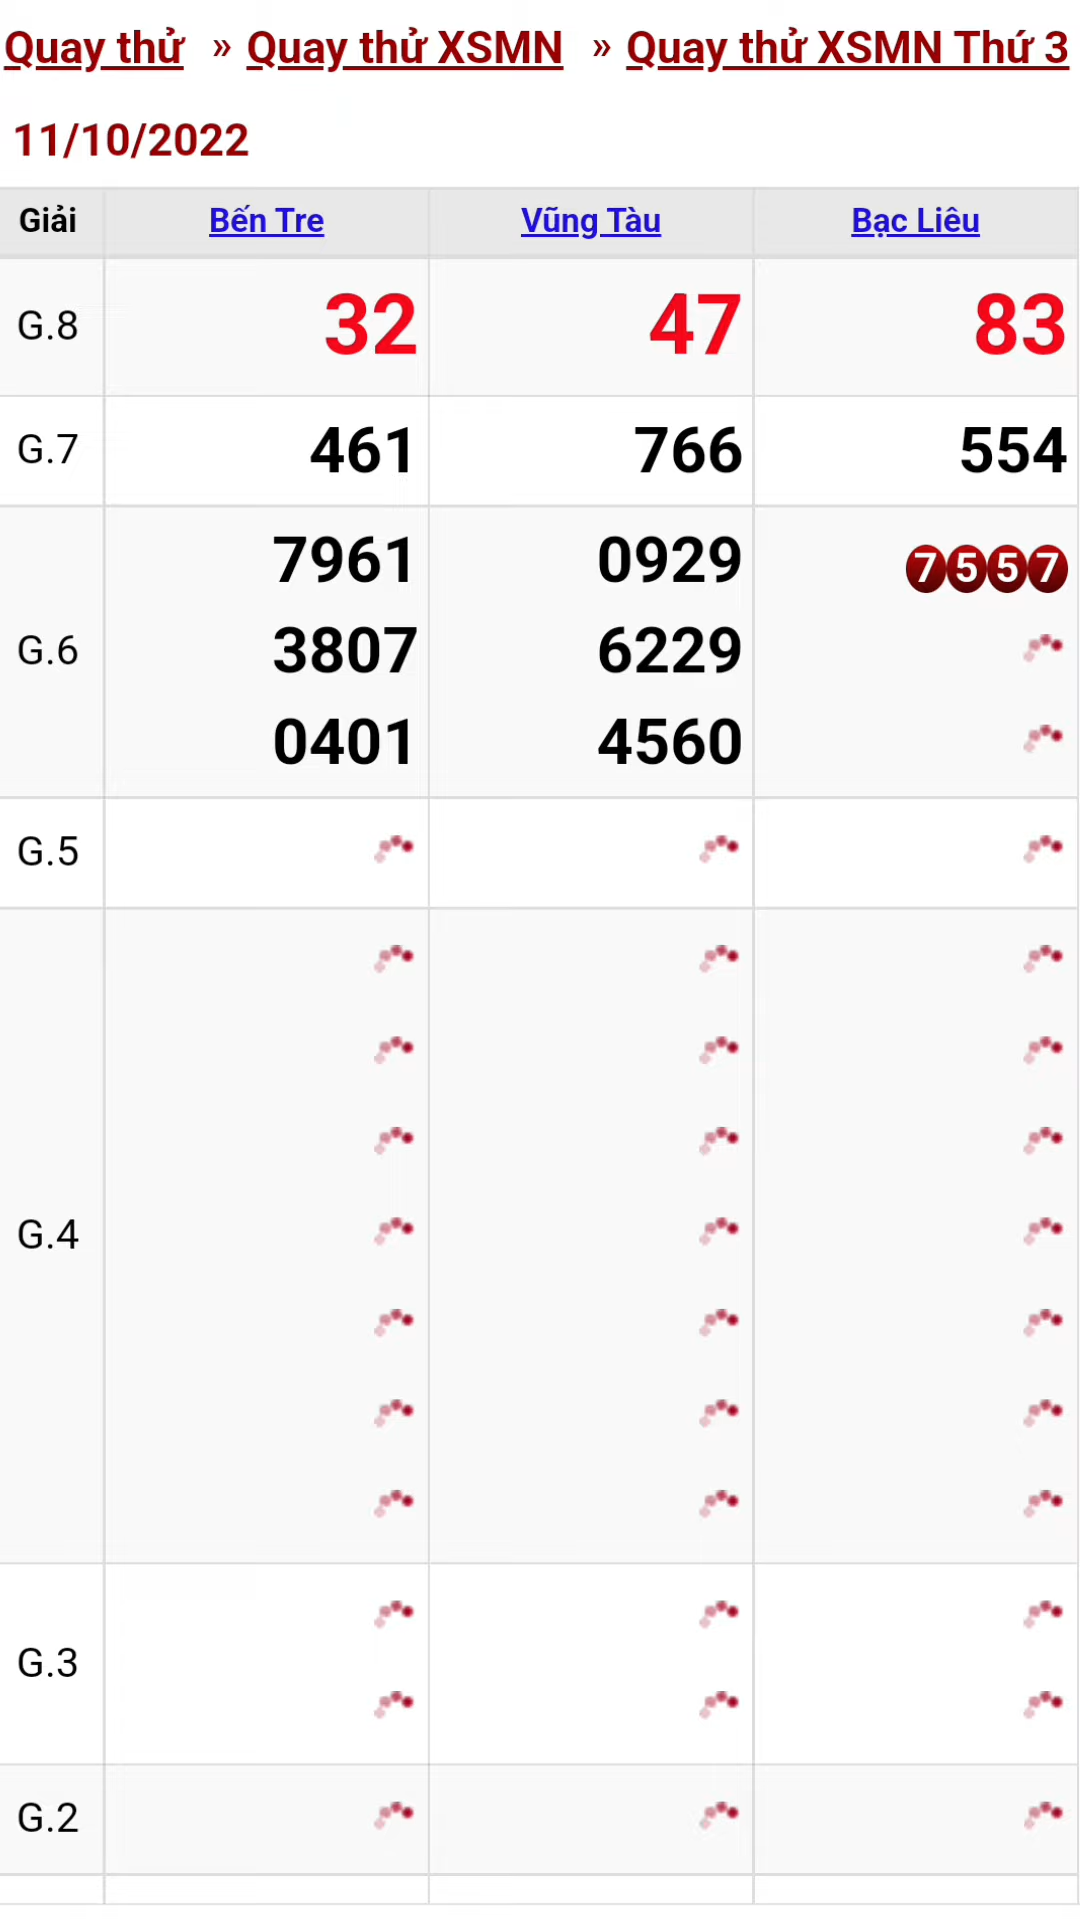 Quay thử » Quay thử XSMN » Quay thử XSMN Thứ 3
11/10/2022
Giải Bến Tre Vũng Tàu Bạc Liêu
G.8 32 47 83
G.7 461 766 554
7961 0929 7557
G.6 3807 6229
0401 4560
G.5
G.4
G.3
G.2